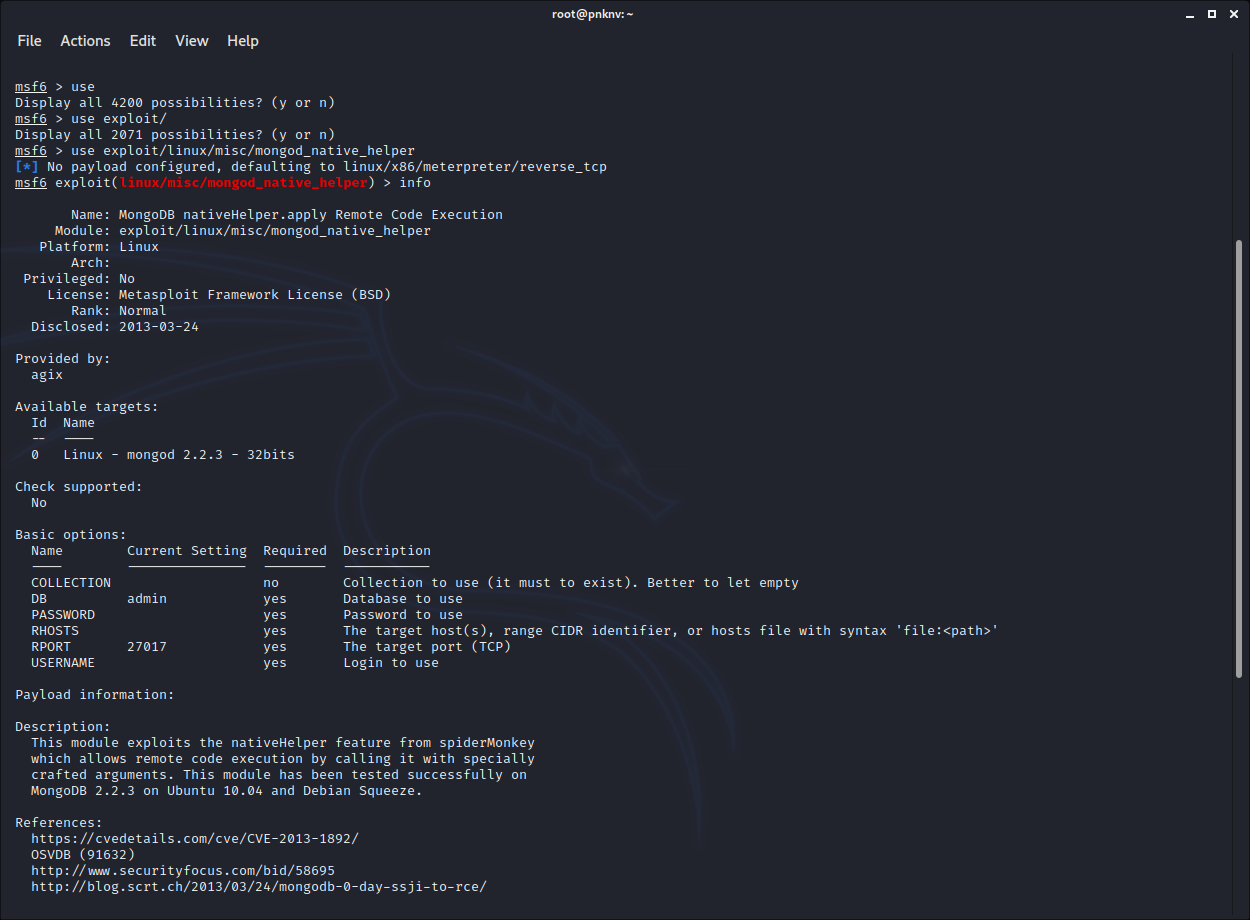 root@pnknv:~
File Actions Edit View Help
msf6 > use
Display all 4200 possibilities? (y or n)
msf6 > use exploit/
Display all 2071 possibilities? (y or n)
msf6 > use exploit/linux/misc/mongod_native_helper
[*] No payload configured, defaulting to linux/x86/meterpreter/reverse_tcp
msf6 exploit(linux/misc/mongod_native_helper) > info
Name: MongoDB nativeHelper.apply Remote Code Execution
Module: exploit/linux/misc/mongod_native_helper
Platform: Linux
Arch:
Privileged: No
License: Metasploit Framework License (BSD)
Rank: Normal
Disclosed: 2013-03-24
Provided by:
agix
Available targets:
Id  Name
--  ----
0   Linux - mongod 2.2.3 - 32bits
Check supported:
No
Basic options:
Name        Current Setting  Required  Description
----        ---------------  --------  -----------
COLLECTION                   no        Collection to use (it must to exist). Better to let empty
DB          admin            yes       Database to use
PASSWORD                     yes       Password to use
RHOSTS                       yes       The target host(s), range CIDR identifier, or hosts file with syntax 'file:<path>'
RPORT       27017            yes       The target port (TCP)
USERNAME                     yes       Login to use
Payload information:
Description:
This module exploits the nativeHelper feature from spiderMonkey
which allows remote code execution by calling it with specially
crafted arguments. This module has been tested successfully on
MongoDB 2.2.3 on Ubuntu 10.04 and Debian Squeeze.
References:
https://cvedetails.com/cve/CVE-2013-1892/
OSVDB (91632)
http://www.securityfocus.com/bid/58695
http://blog.scrt.ch/2013/03/24/mongodb-0-day-ssji-to-rce/